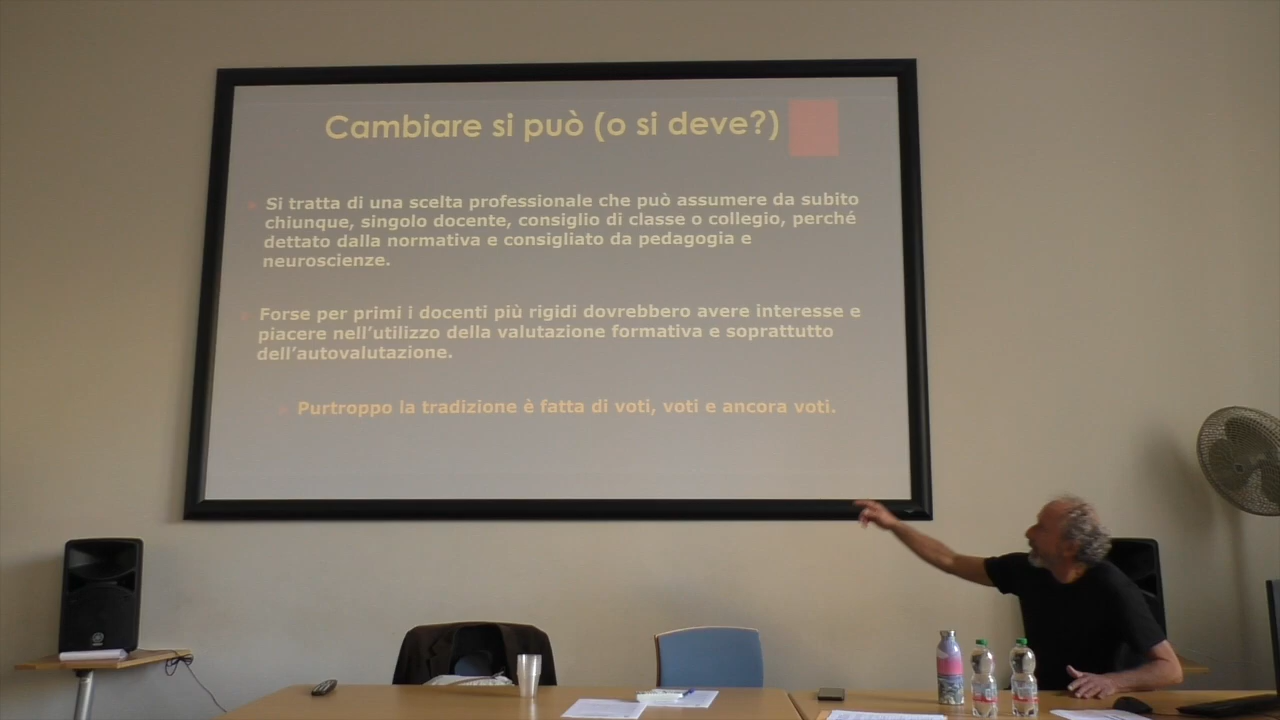 Cambiare si può (o si deve?)
Si tratta di una scelta professionale che può assumere da subito
chiunque, singolo docente, consiglio di classe o collegio, perché
dettato dalla normativa e consigliato da pedagogia e
neuroscienze.
Forse per primi i docenti più rigidi dovrebbero avere interesse e
piacere nell'utilizzo della valutazione formativa e soprattutto
dell'autovalutazione.
Purtroppo la tradizione è fatta di voti, voti e ancora voti.